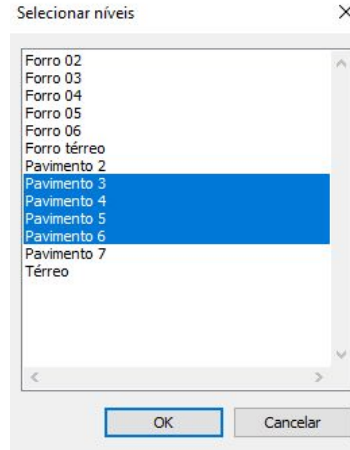 Selecionar níveis
Forro 02
Forro 03
Forro 04
Forro 05
Forro 06
Forro térreo
Pavimento 2
Pavimento 3
Pavimento 4
Pavimento 5
Pavimento 6
Pavimento 7
Térreo
OK Cancelar